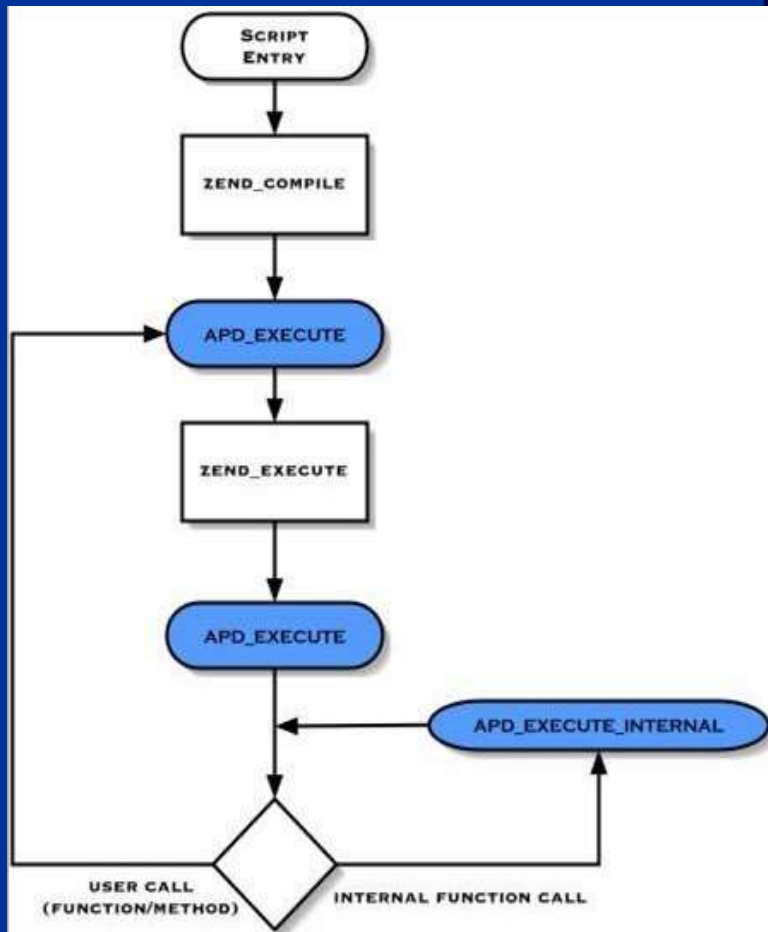 SCRIPT
ENTRY
ZEND_COMPILE
APD_EXECUTE
ZEND_EXECUTE
APD_EXECUTE
APD_EXECUTE_INTERNAL
USER CALL
(FUNCTION/METHOD)
INTERNAL FUNCTION CALL